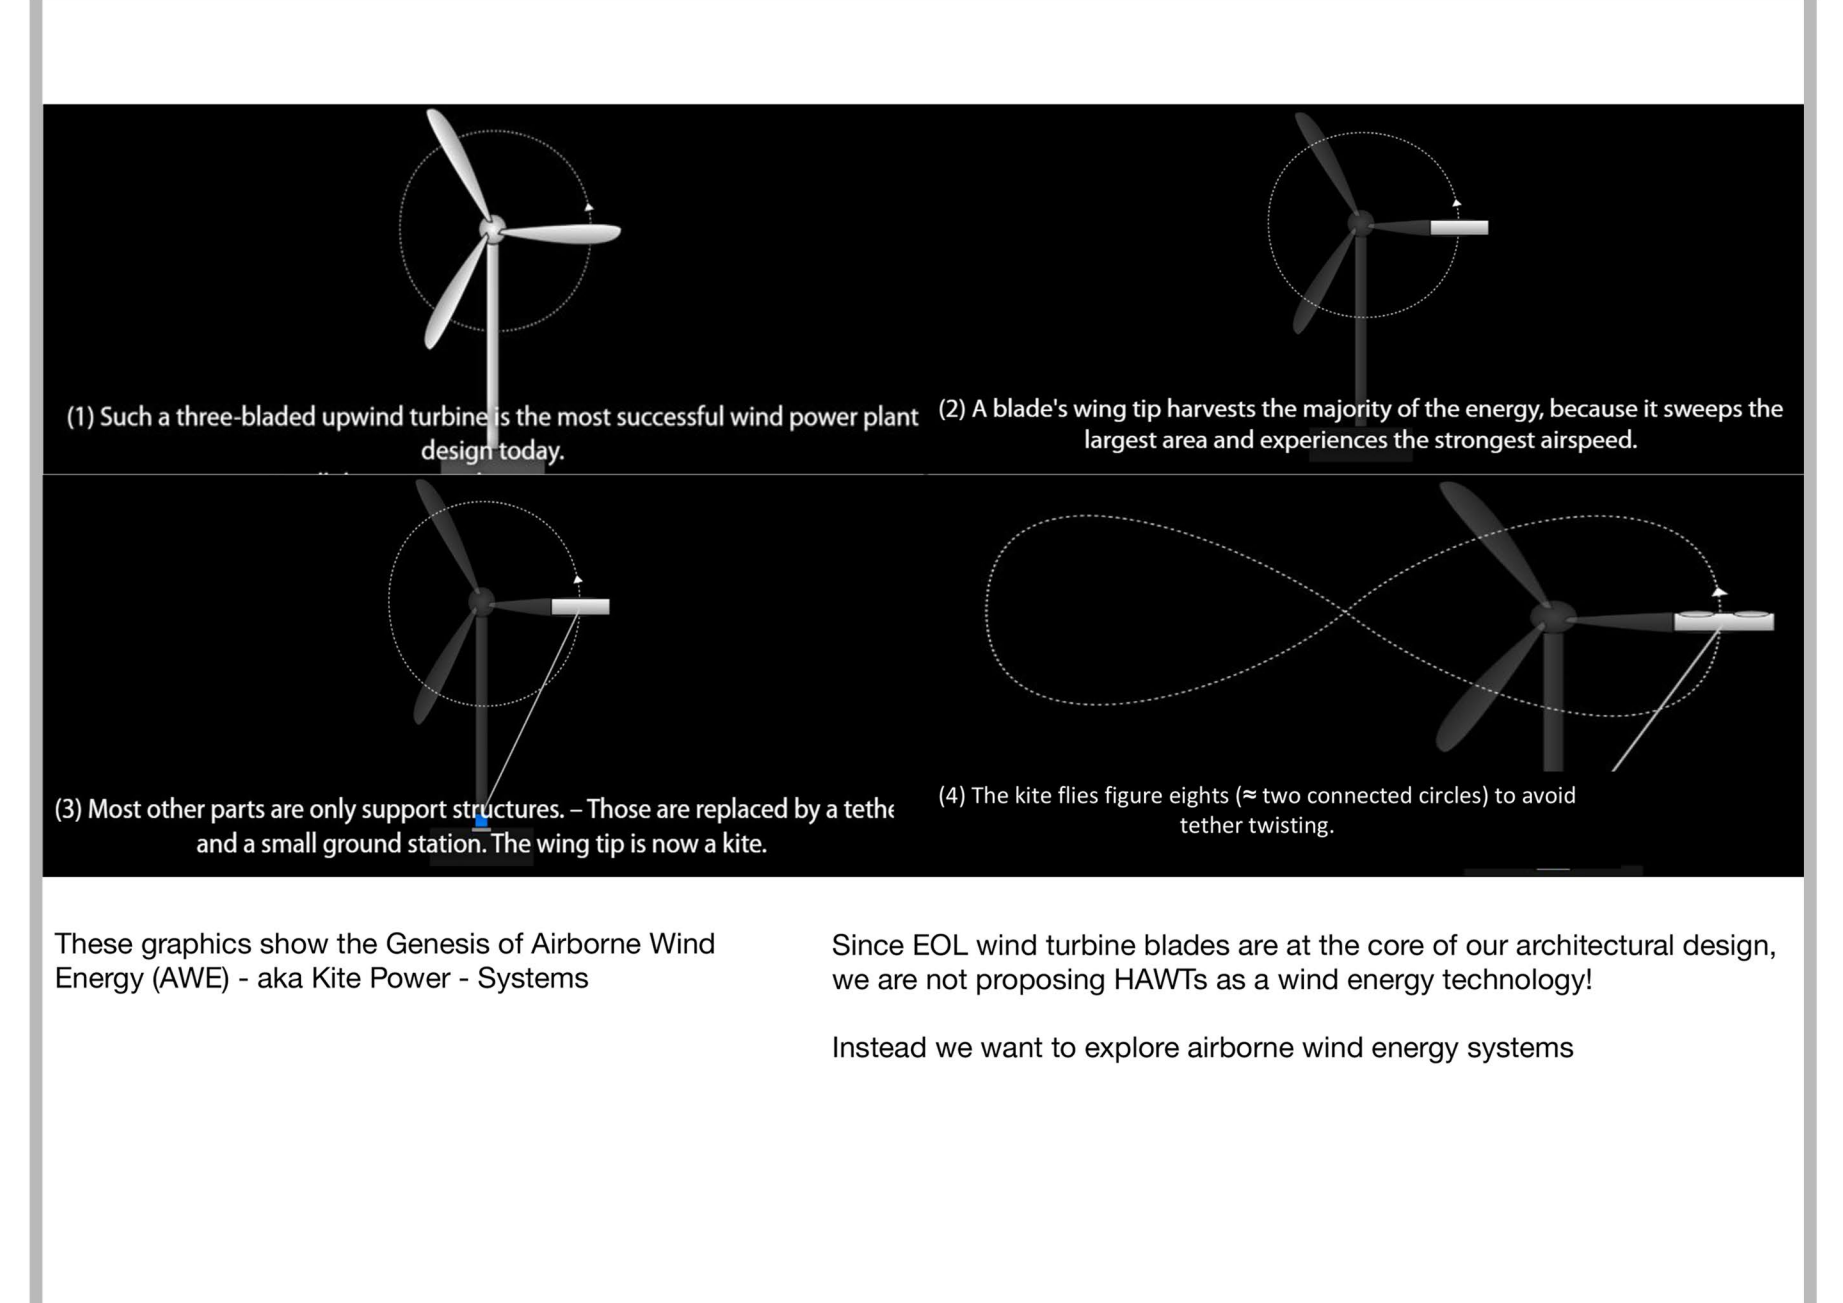 (1) Such a three-bladed upwind turbine is the most successful wind power plant
design today.
(2) A blade's wing tip harvests the majority of the energy, because it sweeps the
largest area and experiences the strongest airspeed.
(3) Most other parts are only support structures. – Those are replaced by a tethe
and a small ground station. The wing tip is now a kite.
(4) The kite flies figure eights (≈ two connected circles) to avoid
tether twisting.
These graphics show the Genesis of Airborne Wind
Energy (AWE) - aka Kite Power - Systems
Since EOL wind turbine blades are at the core of our architectural design,
we are not proposing HAWTs as a wind energy technology!
Instead we want to explore airborne wind energy systems